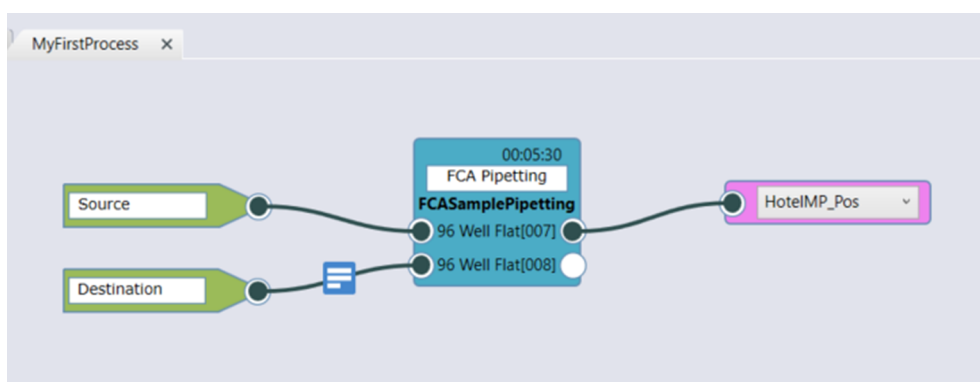 MyFirstProcess
00:05:30
FCA Pipetting
FCASamplePipetting
Source
96 Well Flat[007]
HotelMP_Pos
Destination
96 Well Flat[008]